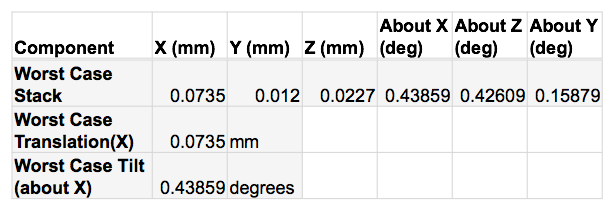 Component X (mm) Y (mm) Z (mm) About X (deg) About Z (deg) About Y (deg)
Worst Case Stack 0.0735 0.012 0.0227 0.43859 0.42609 0.15879
Worst Case Translation(X) 0.0735 mm
Worst Case Tilt (about X) 0.43859 degrees